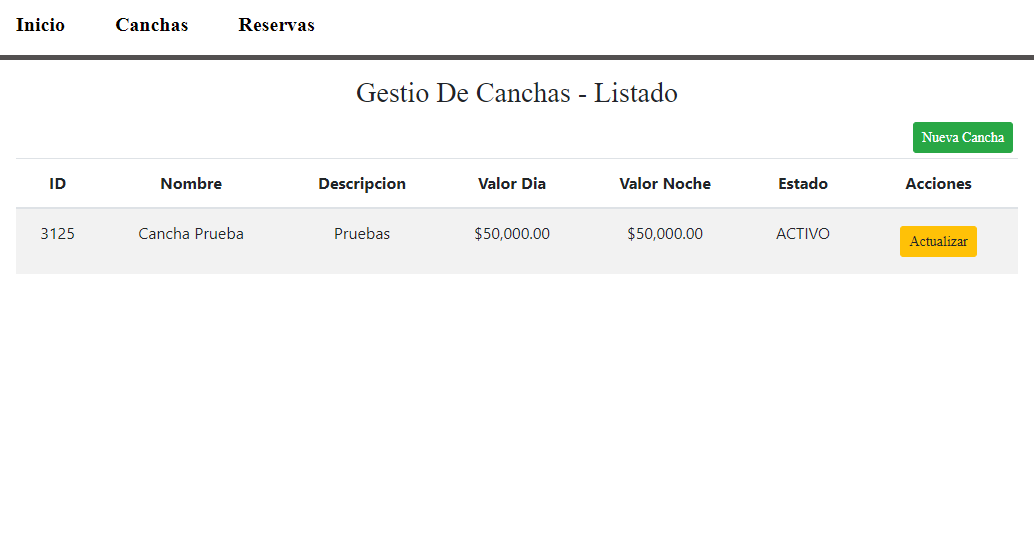 Inicio Canchas Reservas
Gestio De Canchas - Listado
Nueva Cancha
ID Nombre Descripcion Valor Dia Valor Noche Estado Acciones
3125 Cancha Prueba Pruebas $50,000.00 $50,000.00 ACTIVO Actualizar